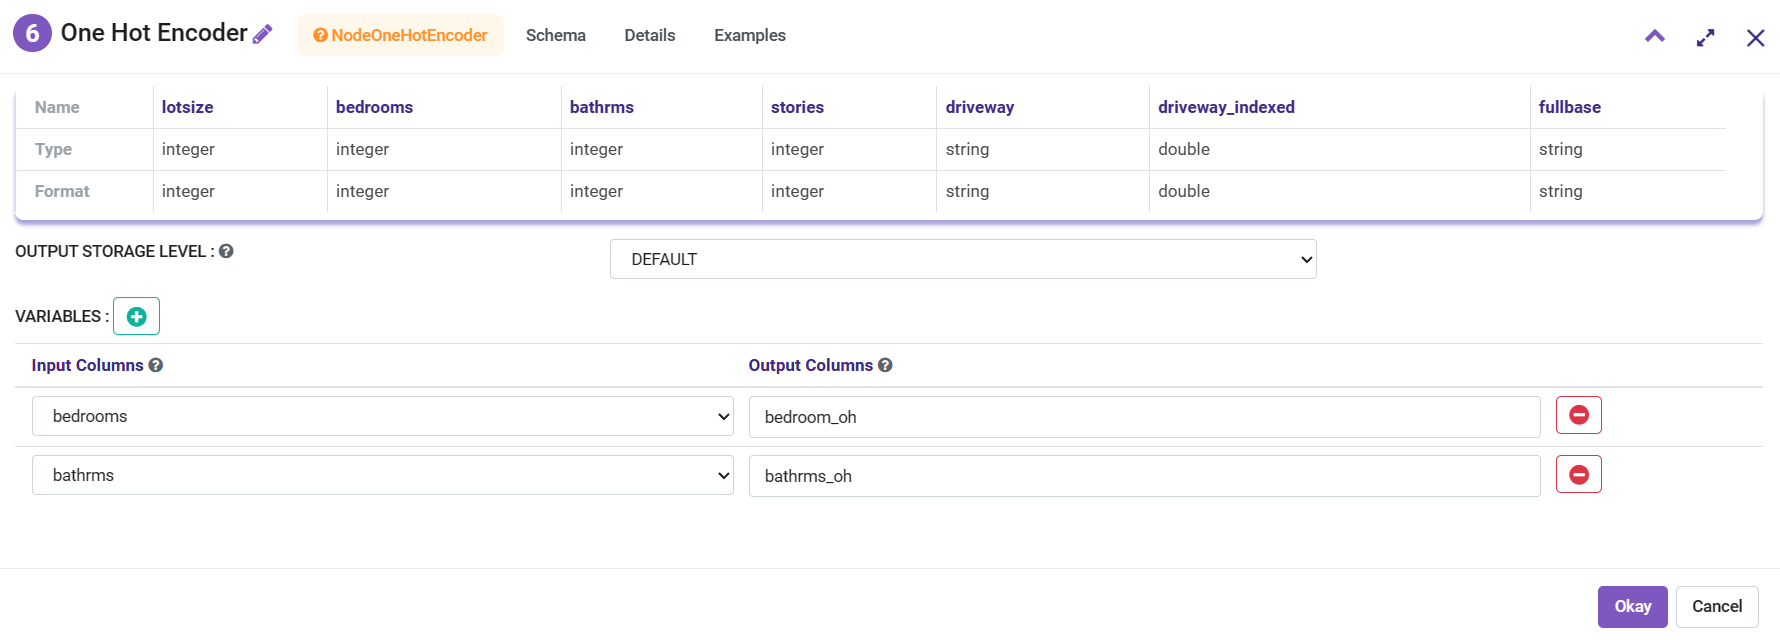 6 One Hot Encoder NodeOneHotEncoder Schema Details Examples
Name lotsize bedrooms bathrms stories driveway driveway_indexed fullbase
Type integer integer integer integer string double string
Format integer integer integer integer string double string
OUTPUT STORAGE LEVEL : DEFAULT
VARIABLES :
Input Columns Output Columns
bedrooms bedroom_oh
bathrms bathrms_oh
Okay Cancel